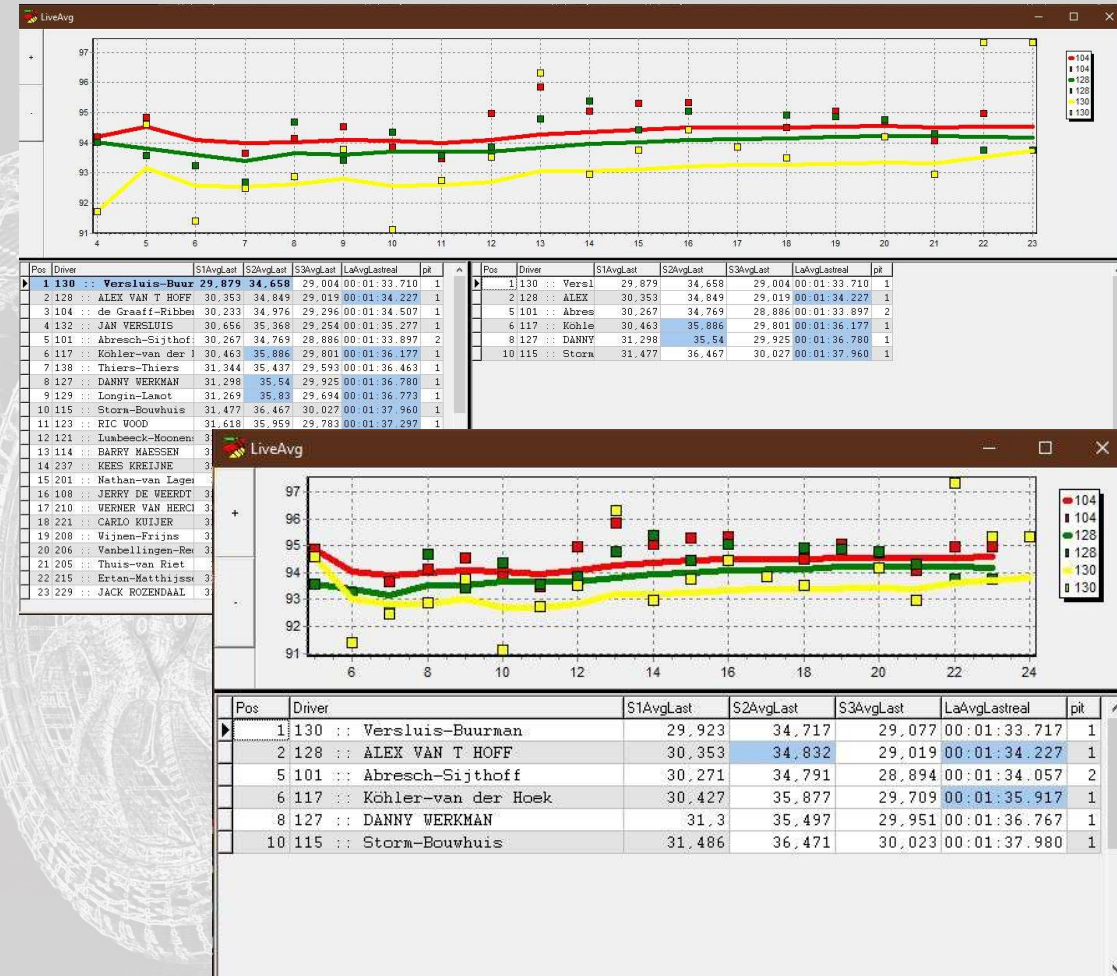 LiveAvg
+
-
97
96
95
94
93
92
91
4 5 6 7 8 9 10 11 12 13 14 15 16 17 18 19 20 21 22 23
104
104
128
128
130
130
Pos Driver S1AvgLast S2AvgLast S3AvgLast LaAvgLastreal pit
1 130 :: Versluis-Buur 29,879 34,658 29,004 00:01:33.710 1
2 128 :: ALEX VAN T HOFF 30,353 34,849 29,019 00:01:34.227 1
3 104 :: de Graaff-Ribber 30,233 34,976 29,296 00:01:34.507 1
4 132 :: JAN VERSLUIS 30,656 35,368 29,254 00:01:35.277 1
5 101 :: Abresch-Sijthof: 30,267 34,769 28,886 00:01:33.897 2
6 117 :: Köhler-van der 30,463 35,886 29,801 00:01:36.177 1
7 138 :: Thiers-Thiers 31,344 35,437 29,593 00:01:36.463 1
8 127 :: DANNY WERKMAN 31,298 35,54 29,925 00:01:36.780 1
9 129 :: Longin-Lamot 31,269 35,83 29,694 00:01:36.773 1
10 115 :: Storm-Bouwhuis 31,477 36,467 30,027 00:01:37.960 1
11 123 :: RIC WOOD 31,618 35,959 29,783 00:01:37.297 1
12 121 :: Lumbeeck-Moonen
13 114 :: BARRY MAESSEN
14 237 :: KEES KREIJNE
15 201 :: Nathan-van Lage
16 108 :: JERRY DE WEERDT
17 210 :: WERNER VAN HERC
18 221 :: CARLO KUIJER
19 208 :: Wijnen-Frijns
20 206 :: Vanbellingen-Re
21 205 :: Thuis-van Riet
22 215 :: Ertan-Matthijss
23 229 :: JACK ROZENDAAL
Pos Driver S1AvgLast S2AvgLast S3AvgLast LaAvgLastreal pit
1 130 :: Versl 29,879 34,658 29,004 00:01:33.710 1
2 128 :: ALEX 30,353 34,849 29,019 00:01:34.227 1
5 101 :: Abres 30,267 34,769 28,886 00:01:33.897 2
6 117 :: Köhle 30,463 35,886 29,801 00:01:36.177 1
8 127 :: DANNY 31,298 35,54 29,925 00:01:36.780 1
10 115 :: Storm 31,477 36,467 30,027 00:01:37.960 1
LiveAvg
+
-
97
96
95
94
93
92
91
6 8 10 12 14 16 18 20 22 24
104
104
128
128
130
130
Pos Driver S1AvgLast S2AvgLast S3AvgLast LaAvgLastreal pit
1 130 :: Versluis-Buurman 29,923 34,717 29,077 00:01:33.717 1
2 128 :: ALEX VAN T HOFF 30,353 34,832 29,019 00:01:34.227 1
5 101 :: Abresch-Sijthoff 30,271 34,791 28,894 00:01:34.057 2
6 117 :: Köhler-van der Hoek 30,427 35,877 29,709 00:01:35.917 1
8 127 :: DANNY WERKMAN 31,3 35,497 29,951 00:01:36.767 1
10 115 :: Storm-Bouwhuis 31,486 36,471 30,023 00:01:37.980 1